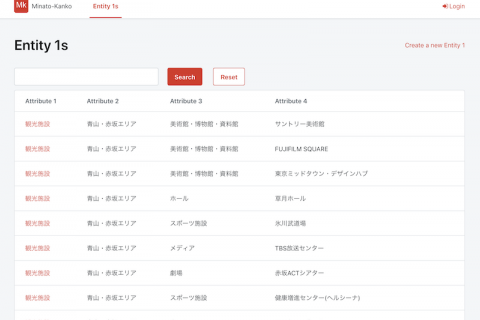 Mk Minato-Kanko Entity 1s Login
Entity 1s
Create a new Entity 1
Search Reset
Attribute 1 Attribute 2 Attribute 3 Attribute 4
観光施設 青山・赤坂エリア 美術館・博物館・資料館 サントリー美術館
観光施設 青山・赤坂エリア 美術館・博物館・資料館 FUJIFILM SQUARE
観光施設 青山・赤坂エリア 美術館・博物館・資料館 東京ミッドタウン・デザインハブ
観光施設 青山・赤坂エリア ホール 草月ホール
観光施設 青山・赤坂エリア スポーツ施設 氷川武道場
観光施設 青山・赤坂エリア メディア TBS放送センター
観光施設 青山・赤坂エリア 劇場 赤坂ACTシアター
観光施設 青山・赤坂エリア スポーツ施設 健康増進センター(ヘルシーナ)